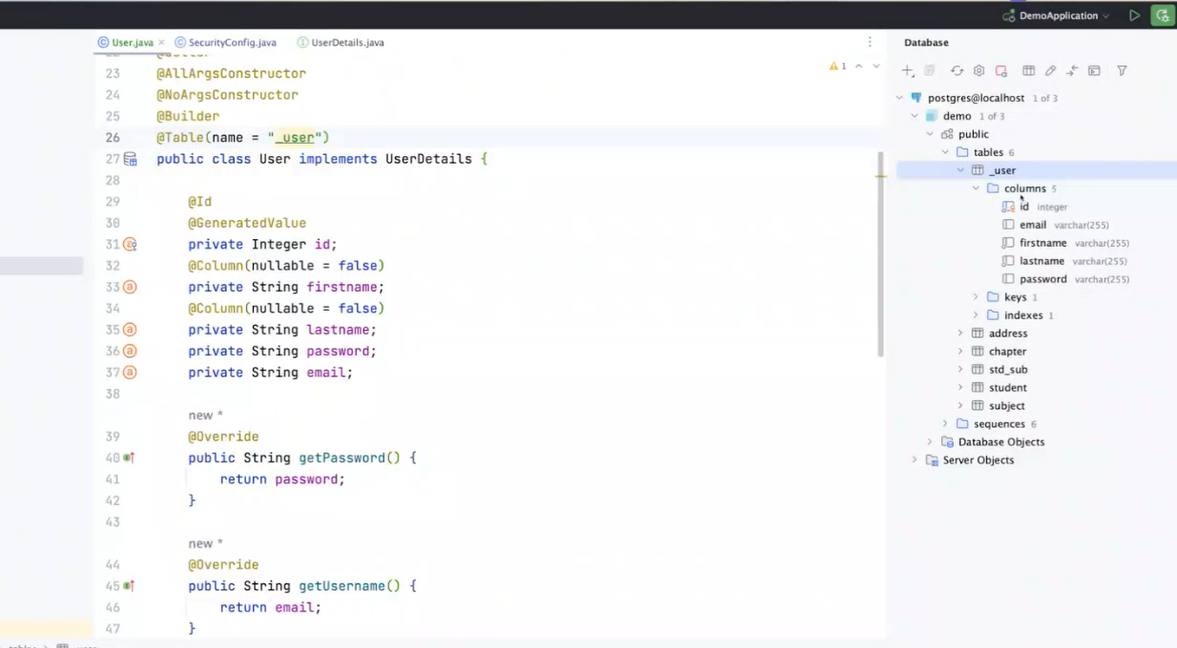 DemoApplication
User.java
SecurityConfig.java
UserDetails.java
Database
1
23 @AllArgsConstructor
24 @NoArgsConstructor
25 @Builder
26 @Table(name = "_user")
27 public class User implements UserDetails {
28
29 @Id
30 @GeneratedValue
31 private Integer id;
32 @Column(nullable = false)
33 private String firstname;
34 @Column(nullable = false)
35 private String lastname;
36 private String password;
37 private String email;
38
new *
39 @Override
40 public String getPassword() {
41 return password;
42 }
43
new *
44 @Override
45 public String getUsername() {
46 return email;
47 }
postgres@localhost 1 of 3
demo 1 of 3
public
tables 6
_user
columns 5
id integer
email varchar(255)
firstname varchar(255)
lastname varchar(255)
password varchar(255)
keys 1
indexes 1
address
chapter
std_sub
student
subject
sequences 6
Database Objects
Server Objects